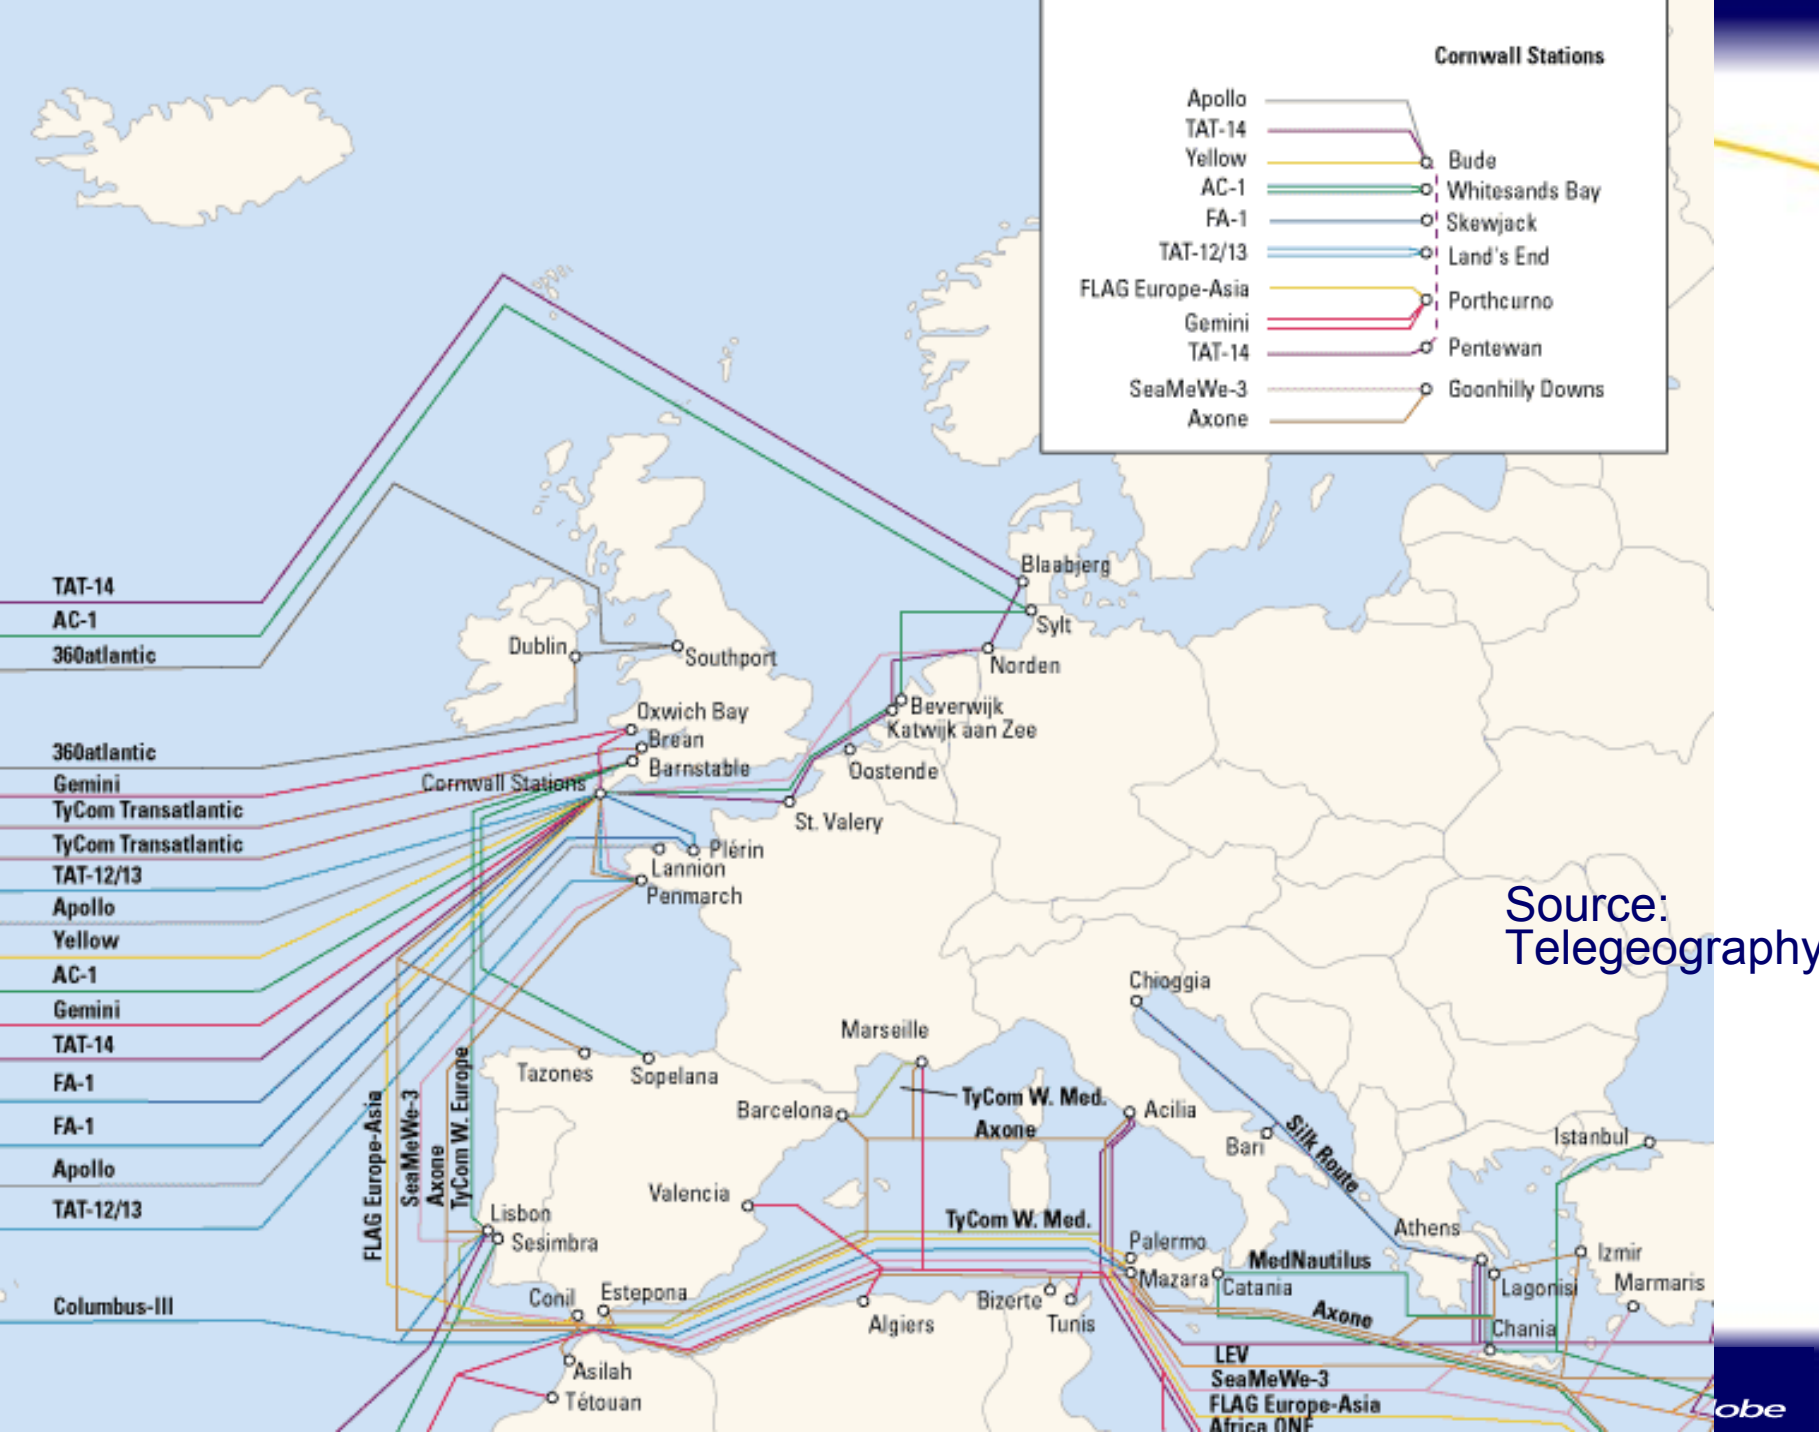 Cornwall Stations
Apollo
TAT-14
Yellow
Bude
AC-1
Whitesands Bay
FA-1
Skewjack
TAT-12/13
Land's End
FLAG Europe-Asia
Porthcurno
Gemini
TAT-14
Pentewan
SeaMeWe-3
Goonhilly Downs
Axone
Blaabjerg
TAT-14
AC-1
Sylt
Dublin
360atlantic
Southport
Norden
Oxwich Bay
Beverwijk
Katwijk aan Zee
Brean
360atlantic
Barnstable
Oostende
Gemini
Cornwall Stations
TyCom Transatlantic
St. Valery
TyCom Transatlantic
Plérin
Lannion
TAT-12/13
Penmarch
Apollo
Source:
Telegeography
Yellow
AC-1
Chioggia
Gemini
Marseille
TAT-14
Tazones
Sopelana
FA-1
TyCom W. Med.
Barcelona
Acilia
FA-1
Axone
Bari
Silk Route
Istanbul
FLAG Europe-Asia
SeaMeWe-3
Axone
TyCom W. Europe
Apollo
Valencia
TAT-12/13
Lisbon
TyCom W. Med.
Athens
Sesimbra
Palermo
MedNautilus
Izmir
Mazara
Catania
Lagonisi
Marmaris
Columbus-III
Conil
Estepona
Bizerte
Axone
Algiers
Tunis
Chania
LEV
Asilah
SeaMeWe-3
Tétouan
FLAG Europe-Asia
Africa ONE
obe